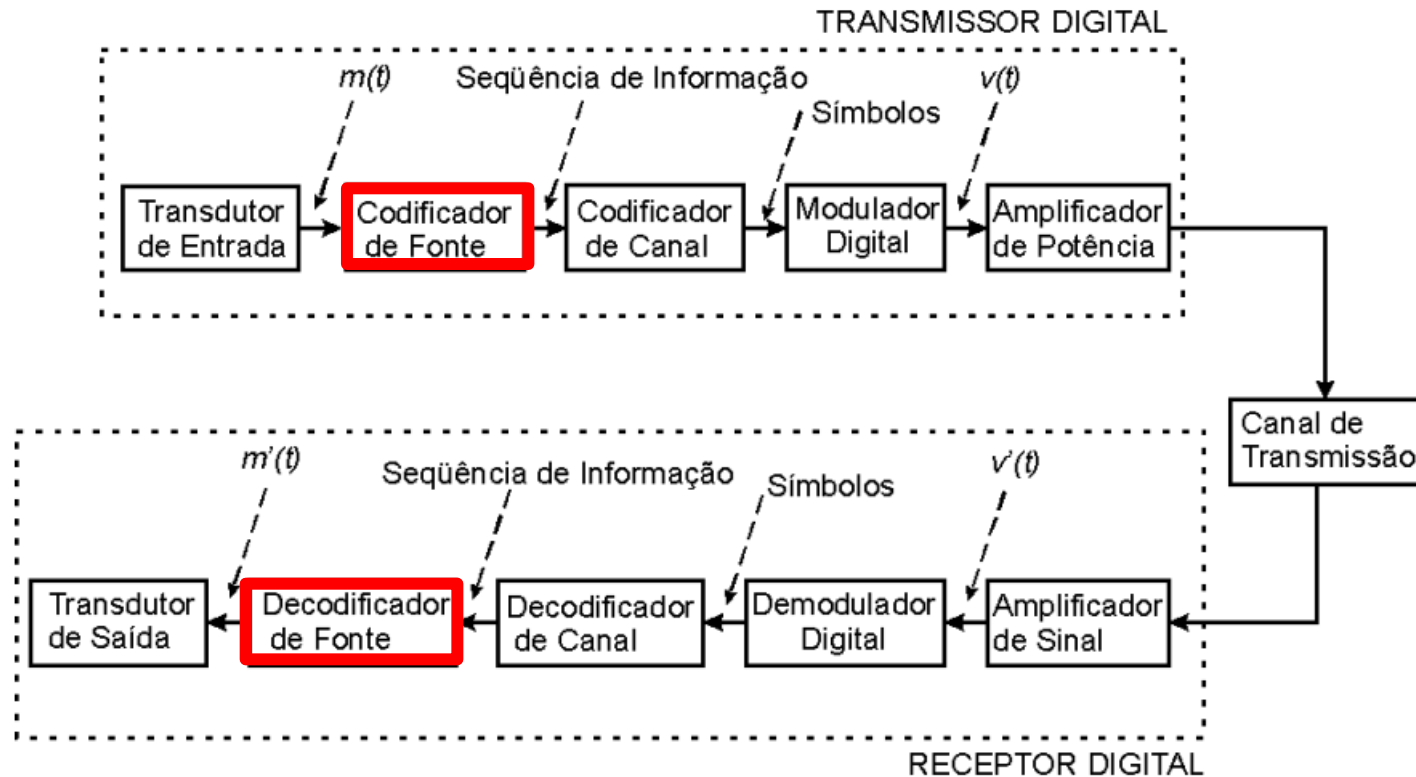 TRANSMISSOR DIGITAL
m(t)
Seqüência de Informação
Símbolos
v(t)
Transdutor
de Entrada
Codificador
de Fonte
Codificador
de Canal
Modulador
Digital
Amplificador
de Potência
Canal de
Transmissão
m'(t)
Seqüência de Informação
Símbolos
v'(t)
Transdutor
de Saída
Decodificador
de Fonte
Decodificador
de Canal
Demodulador
Digital
Amplificador
de Sinal
RECEPTOR DIGITAL